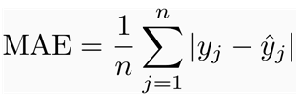 MAE = \frac{1}{n} \sum_{j=1}^{n} |y_j - \hat{y}_j|